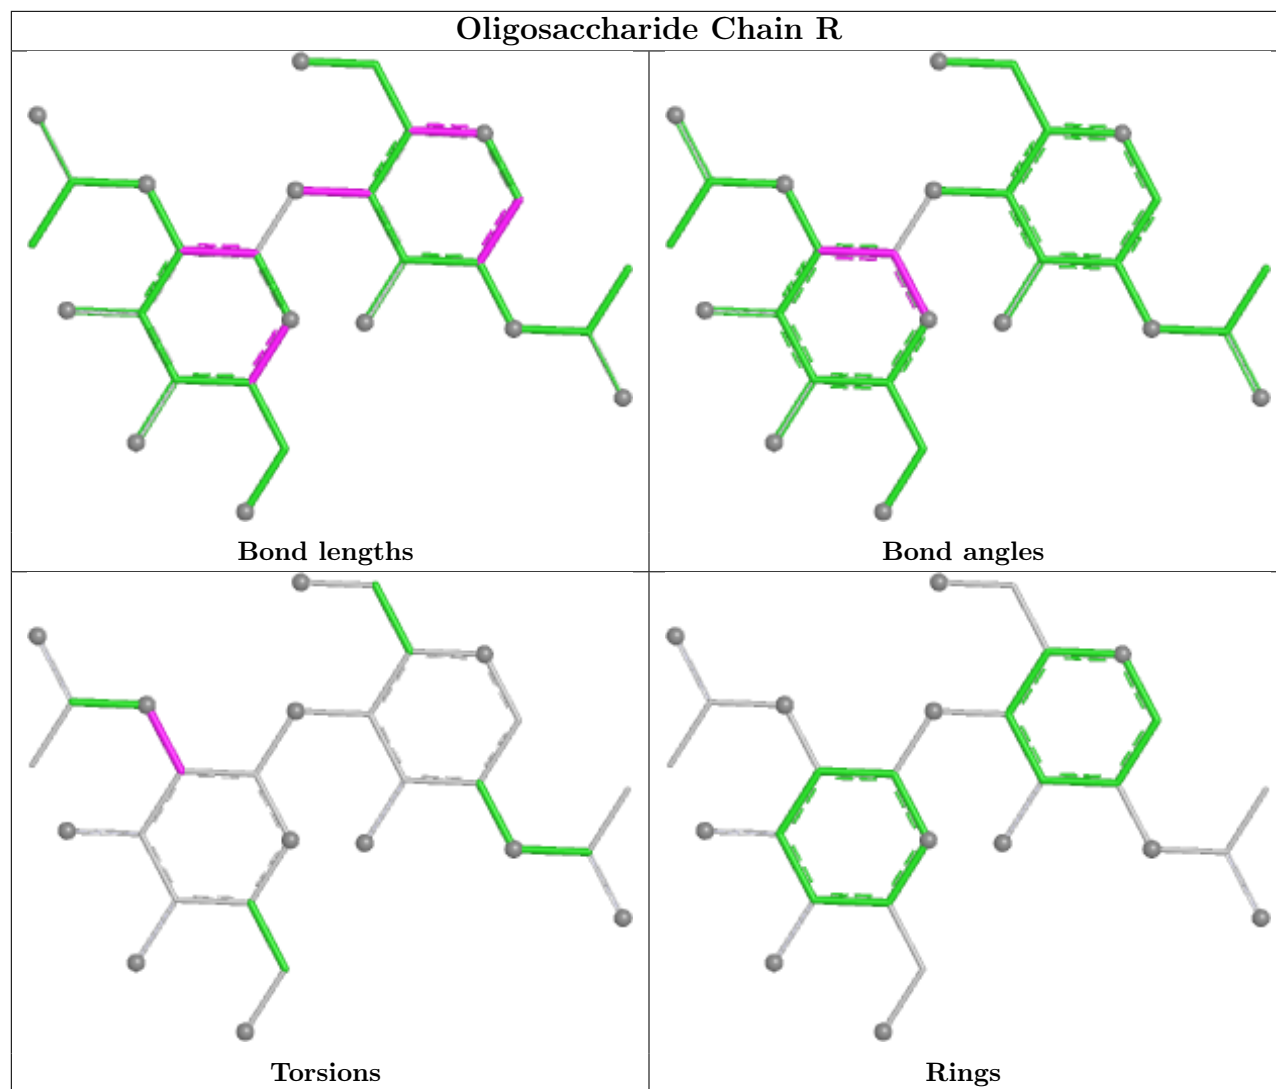 Oligosaccharide Chain R
Bond lengths
Bond angles
Torsions
Rings